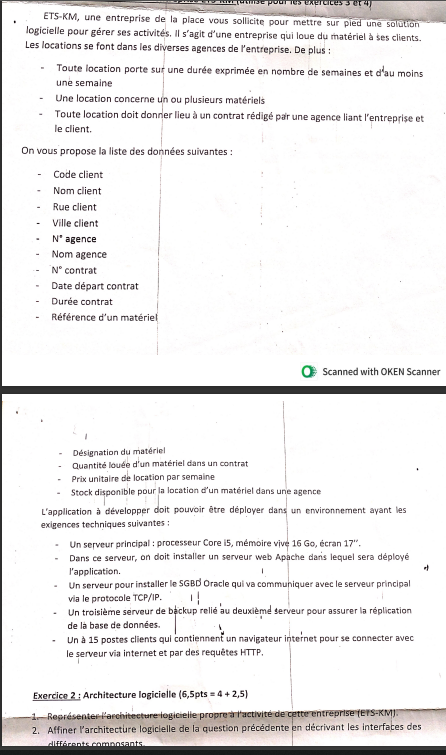 (utilisé pour les exercices 3 et 4)
ETS-KM, une entreprise de la place vous sollicite pour mettre sur pied une solution
logicielle pour gérer ses activités. Il s'agit d'une entreprise qui loue du matériel à ses clients.
Les locations se font dans les diverses agences de l'entreprise. De plus :
- Toute location porte sur une durée exprimée en nombre de semaines et d'au moins
une semaine
- Une location concerne un ou plusieurs matériels
- Toute location doit donner lieu à un contrat rédigé par une agence liant l'entreprise et
le client.
On vous propose la liste des données suivantes :
- Code client
- Nom client
- Rue client
- Ville client
- N° agence
- Nom agence
- N° contrat
- Date départ contrat
- Durée contrat
- Référence d'un matériel
Scanned with OKEN Scanner
- Désignation du matériel
- Quantité louée d'un matériel dans un contrat
- Prix unitaire de location par semaine
- Stock disponible pour la location d'un matériel dans une agence
L'application à développer doit pouvoir être déployer dans un environnement ayant les
exigences techniques suivantes :
- Un serveur principal : processeur Core i5, mémoire vive 16 Go, écran 17''.
- Dans ce serveur, on doit installer un serveur web Apache dans lequel sera déployé
l'application.
- Un serveur pour installer le SGBD Oracle qui va communiquer avec le serveur principal
via le protocole TCP/IP.
- Un troisième serveur de backup relié au deuxième serveur pour assurer la réplication
de la base de données.
- Un à 15 postes clients qui contiennent un navigateur internet pour se connecter avec
le serveur via internet et par des requêtes HTTP.
Exercice 2 : Architecture logicielle (6,5pts = 4 + 2,5)
1. Représenter l'architecture logicielle propre à l'activité de cette entreprise (ETS-KM).
2. Affiner l'architecture logicielle de la question précédente en décrivant les interfaces des
différents composants.